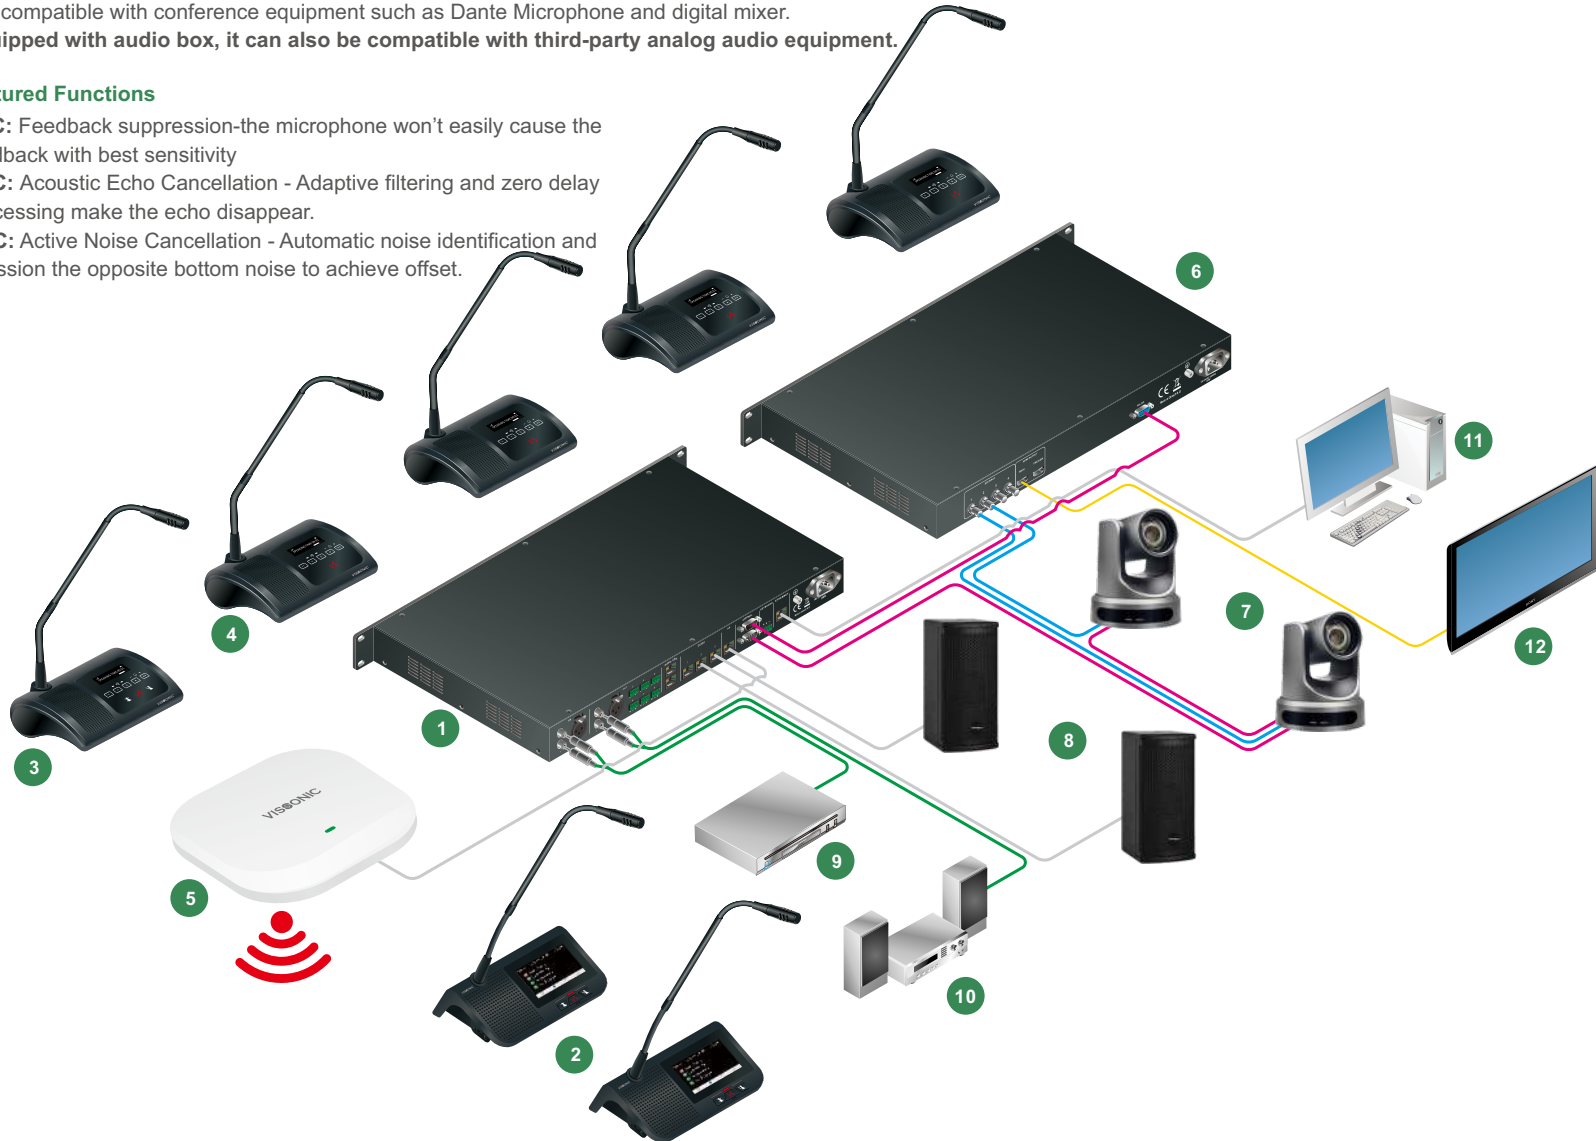 compatible with conference equipment such as Dante Microphone and digital mixer.
uipped with audio box, it can also be compatible with third-party analog audio equipment.
tured Functions
C: Feedback suppression-the microphone won't easily cause the
dback with best sensitivity
C: Acoustic Echo Cancellation - Adaptive filtering and zero delay
cessing make the echo disappear.
C: Active Noise Cancellation - Automatic noise identification and
ssion the opposite bottom noise to achieve offset.
6
11
7
12
4
1
3
8
VISSONIC
9
5
10
2
SONY